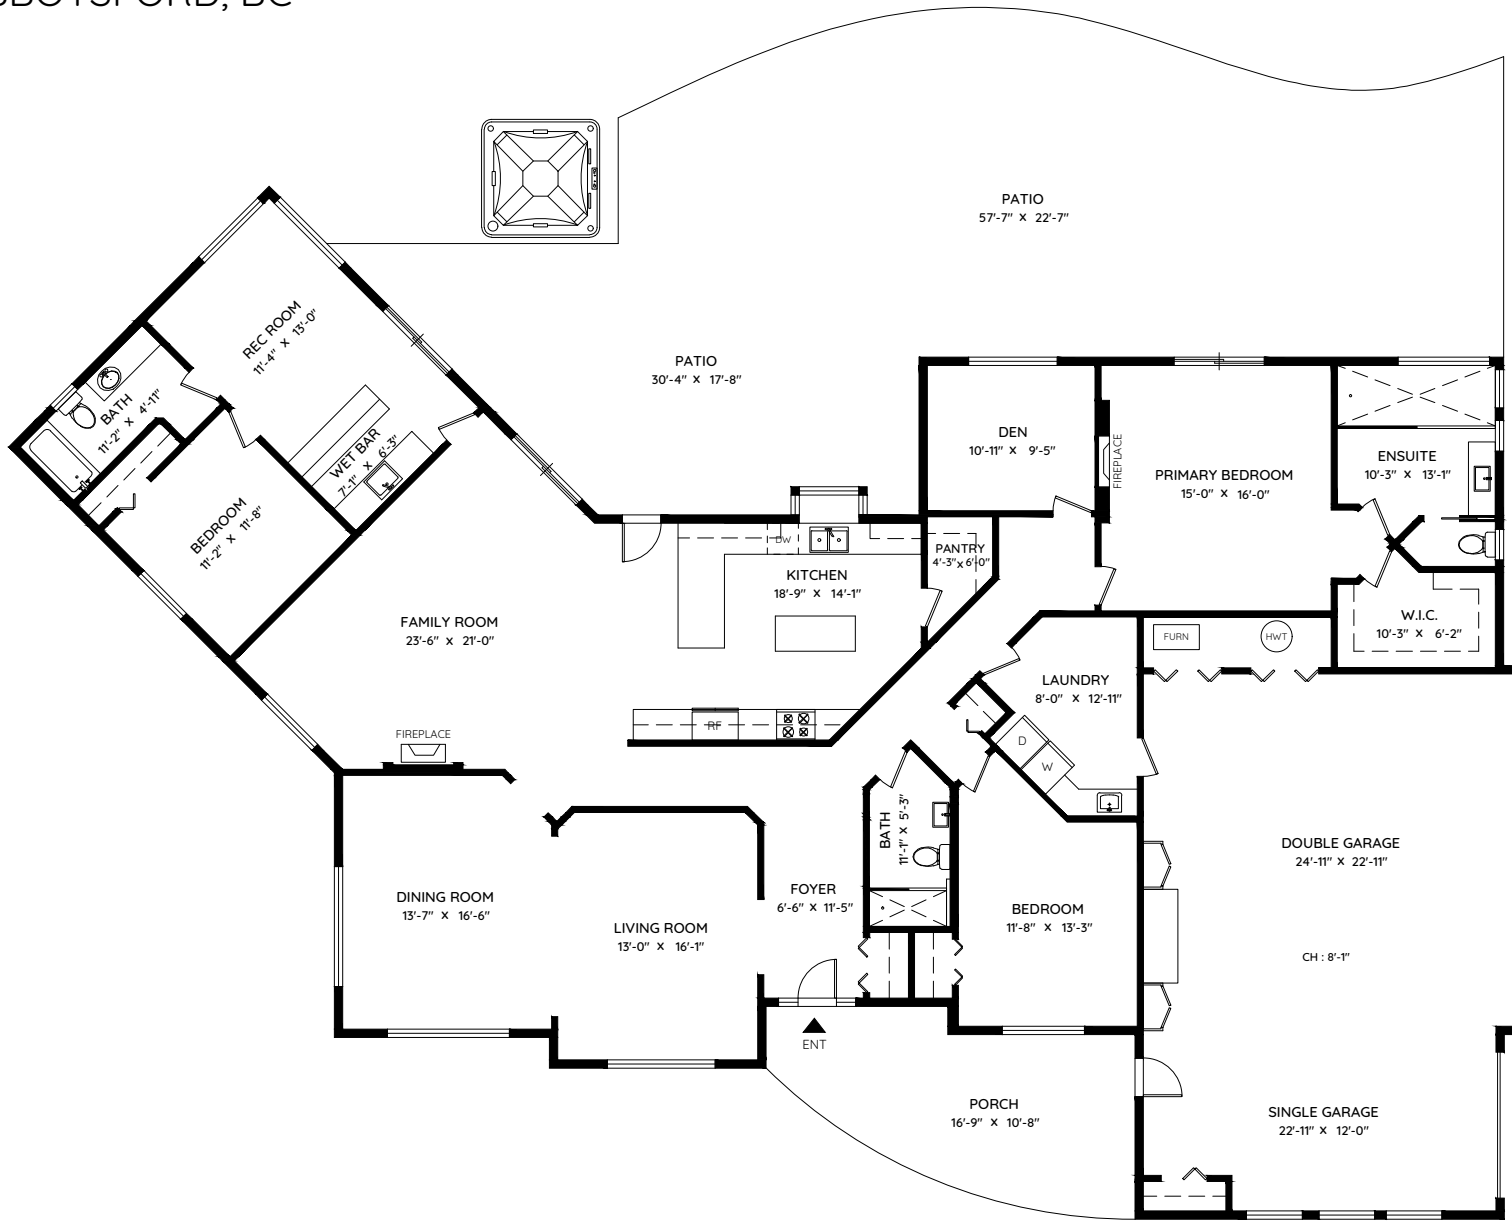 BBOTSFORD, BC
PATIO
57'-7" X 22'-7"
REC ROOM
11'-4" X 13'-0"
PATIO
30'-4" X 17'-8"
BATH
11'-2" X 4'-11"
WET BAR
7'-1" X 6'-3"
BEDROOM
11'-2" X 11'-8"
DEN
10'-11" X 9'-5"
FIREPLACE
PRIMARY BEDROOM
15'-0" X 16'-0"
ENSUITE
10'-3" X 13'-1"
DW
PANTRY
4'-3" X 6'-0"
KITCHEN
18'-9" X 14'-1"
FAMILY ROOM
23'-6" X 21'-0"
W.I.C.
10'-3" X 6'-2"
FURN
HWT
LAUNDRY
8'-0" X 12'-11"
RF
FIREPLACE
D
W
BATH
11'-1" X 5'-3"
DOUBLE GARAGE
24'-11" X 22'-11"
DINING ROOM
13'-7" X 16'-6"
FOYER
6'-6" X 11'-5"
LIVING ROOM
13'-0" X 16'-1"
BEDROOM
11'-8" X 13'-3"
CH : 8'-1"
ENT
PORCH
16'-9" X 10'-8"
SINGLE GARAGE
22'-11" X 12'-0"